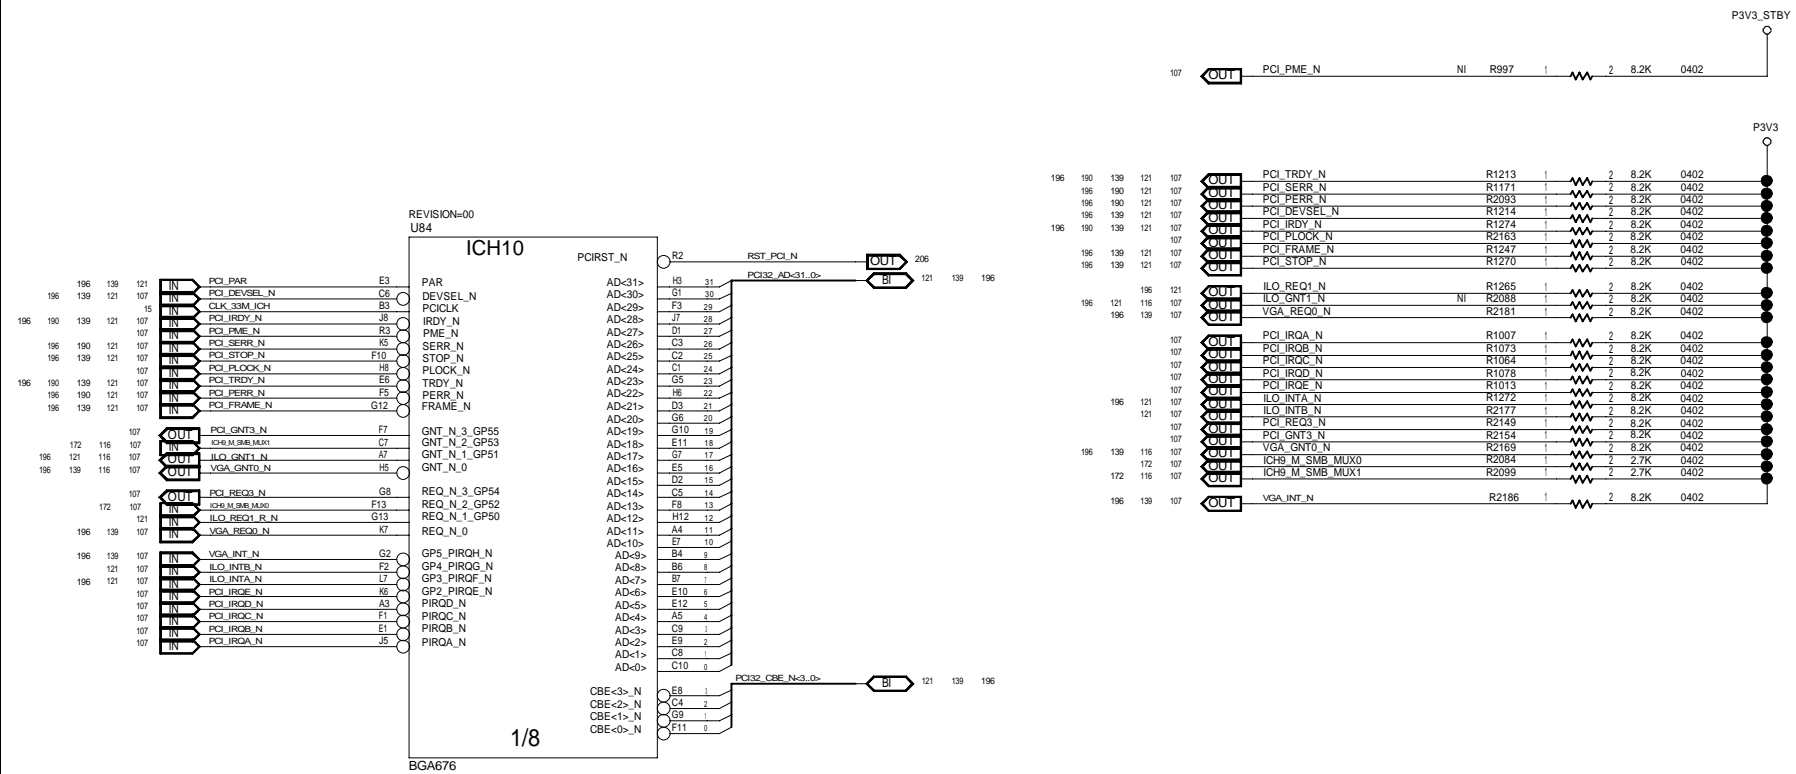 P3V3_STBY
107 OUT PCI_PME_N NI R997 1 2 8.2K 0402
P3V3
196 190 139 121 107 OUT PCI_TRDY_N R1213 1 2 8.2K 0402
196 190 121 107 OUT PCI_SERR_N R1171 1 2 8.2K 0402
196 190 121 107 OUT PCI_PERR_N R2093 1 2 8.2K 0402
196 139 121 107 OUT PCI_DEVSEL_N R1214 1 2 8.2K 0402
196 190 139 121 107 OUT PCI_IRDY_N R1274 1 2 8.2K 0402
107 OUT PCI_PLOCK_N R2163 1 2 8.2K 0402
196 139 121 107 OUT PCI_FRAME_N R1247 1 2 8.2K 0402
196 139 121 107 OUT PCI_STOP_N R1270 1 2 8.2K 0402
196 121 OUT ILO_REQ1_N R1265 1 2 8.2K 0402
196 121 116 107 OUT ILO_GNT1_N NI R2088 1 2 8.2K 0402
196 139 107 OUT VGA_REQ0_N R2181 1 2 8.2K 0402
107 OUT PCI_IRQA_N R1007 1 2 8.2K 0402
107 OUT PCI_IRQB_N R1073 1 2 8.2K 0402
107 OUT PCI_IRQC_N R1064 1 2 8.2K 0402
107 OUT PCI_IRQD_N R1078 1 2 8.2K 0402
107 OUT PCI_IRQE_N R1013 1 2 8.2K 0402
196 121 107 OUT ILO_INTA_N R1272 1 2 8.2K 0402
121 107 OUT ILO_INTB_N R2177 1 2 8.2K 0402
107 OUT PCI_REQ3_N R2149 1 2 8.2K 0402
107 OUT PCI_GNT3_N R2154 1 2 8.2K 0402
196 139 116 107 OUT VGA_GNT0_N R2169 1 2 8.2K 0402
172 107 OUT ICH9_M_SMB_MUX0 R2084 1 2 2.7K 0402
172 116 107 OUT ICH9_M_SMB_MUX1 R2099 1 2 2.7K 0402
196 139 107 OUT VGA_INT_N R2186 1 2 8.2K 0402
REVISION=00
U84
ICH10
196 139 121 IN PCI_PAR E3 PAR
196 139 121 107 IN PCI_DEVSEL_N C6 DEVSEL_N
15 IN CLK_33M_ICH B3 PCICLK
196 190 139 121 107 IN PCI_IRDY_N J8 IRDY_N
107 IN PCI_PME_N R3 PME_N
196 190 121 107 IN PCI_SERR_N K5 SERR_N
196 139 121 107 IN PCI_STOP_N F10 STOP_N
107 IN PCI_PLOCK_N H8 PLOCK_N
196 190 139 121 107 IN PCI_TRDY_N E6 TRDY_N
196 190 121 107 IN PCI_PERR_N F5 PERR_N
196 139 121 107 IN PCI_FRAME_N G12 FRAME_N
107 OUT PCI_GNT3_N F7 GNT_N_3_GP55
172 116 107 IN ICH9_M_SMB_MUX1 C7 GNT_N_2_GP53
196 121 116 107 OUT ILO_GNT1_N A7 GNT_N_1_GP51
196 139 116 107 OUT VGA_GNT0_N H5 GNT_N_0
107 OUT PCI_REQ3_N G8 REQ_N_3_GP54
172 107 IN ICH9_M_SMB_MUX0 F13 REQ_N_2_GP52
121 IN ILO_REQ1_R_N G13 REQ_N_1_GP50
196 139 107 IN VGA_REQ0_N K7 REQ_N_0
196 139 107 IN VGA_INT_N G2 GP5_PIRQH_N
121 107 IN ILO_INTB_N F2 GP4_PIRQG_N
196 121 107 IN ILO_INTA_N L7 GP3_PIRQF_N
107 IN PCI_IRQE_N K6 GP2_PIRQE_N
107 IN PCI_IRQD_N A3 PIRQD_N
107 IN PCI_IRQC_N F1 PIRQC_N
107 IN PCI_IRQB_N E1 PIRQB_N
107 IN PCI_IRQA_N J5 PIRQA_N
PCIRST_N R2 RST_PCI_N OUT 206
PCI32_AD<31..0> BI 121 139 196
AD<31> H3 31
AD<30> G1 30
AD<29> F3 29
AD<28> J7 28
AD<27> D1 27
AD<26> C3 26
AD<25> C2 25
AD<24> C1 24
AD<23> G5 23
AD<22> H6 22
AD<21> D3 21
AD<20> G6 20
AD<19> G10 19
AD<18> E11 18
AD<17> G7 17
AD<16> E5 16
AD<15> D2 15
AD<14> C5 14
AD<13> F8 13
AD<12> H12 12
AD<11> A4 11
AD<10> E7 10
AD<9> B4 9
AD<8> B6 8
AD<7> B7 7
AD<6> E10 6
AD<5> E12 5
AD<4> A5 4
AD<3> C9 3
AD<2> E9 2
AD<1> C8 1
AD<0> C10 0
PCI32_CBE_N<3..0> BI 121 139 196
CBE<3>_N E8 3
CBE<2>_N C4 2
CBE<1>_N G9 1
CBE<0>_N F11 0
1/8
BGA676